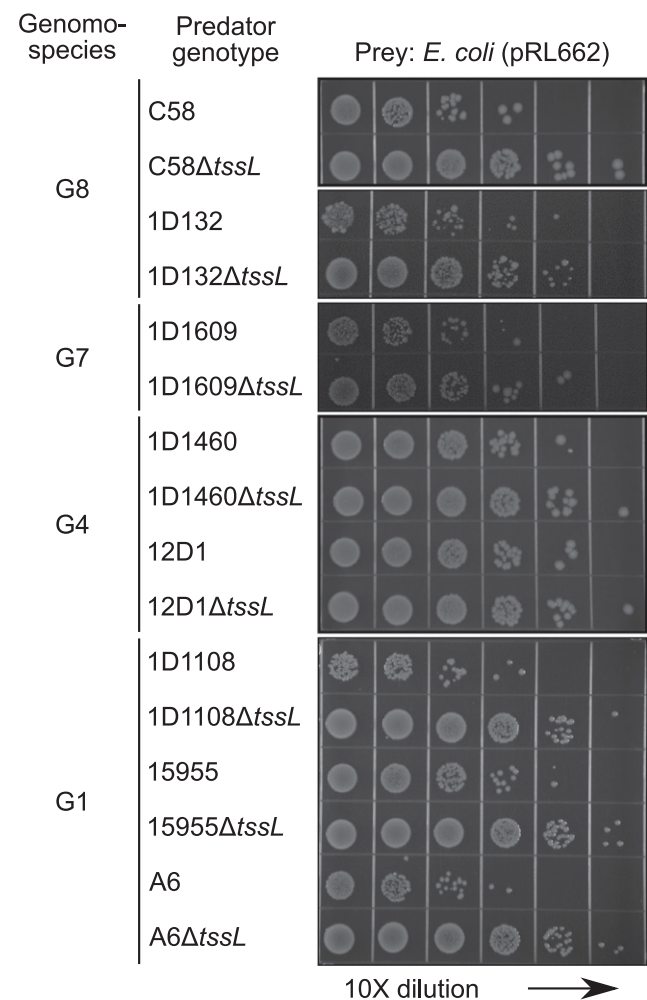 Genomo-
species
Predator
genotype
Prey: E. coli (pRL662)
G8
C58
C58ΔtssL
1D132
1D132ΔtssL
G7
1D1609
1D1609ΔtssL
G4
1D1460
1D1460ΔtssL
12D1
12D1ΔtssL
G1
1D1108
1D1108ΔtssL
15955
15955ΔtssL
A6
A6ΔtssL
10X dilution